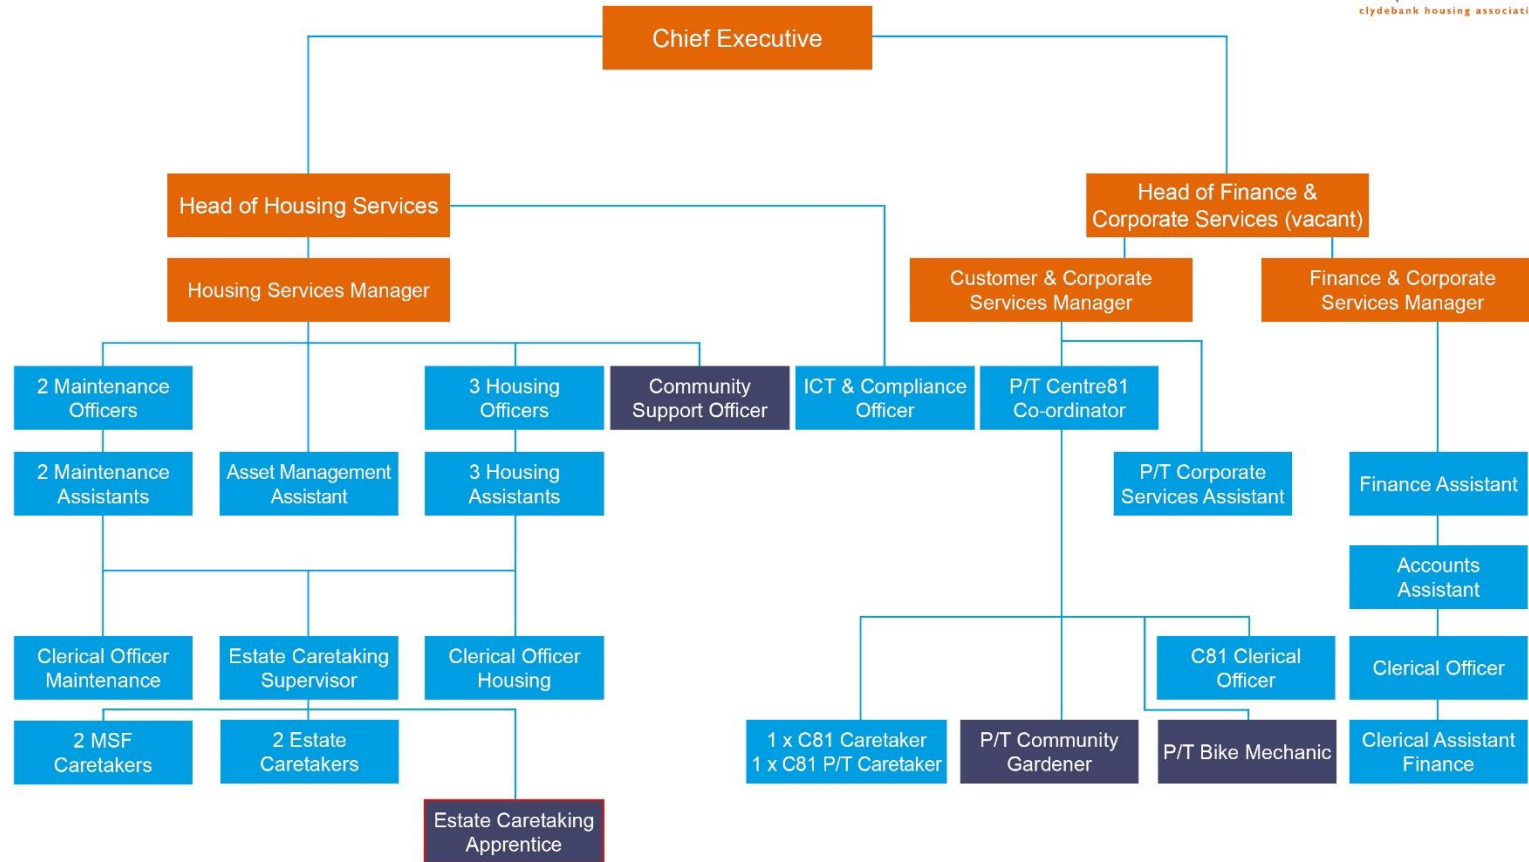 clydebank housing associati
Chief Executive
Head of Housing Services
Head of Finance &
Corporate Services (vacant)
Housing Services Manager
Customer & Corporate
Services Manager
Finance & Corporate
Services Manager
2 Maintenance
Officers
3 Housing
Officers
Community
Support Officer
ICT & Compliance
Officer
P/T Centre81
Co-ordinator
2 Maintenance
Assistants
Asset Management
Assistant
3 Housing
Assistants
P/T Corporate
Services Assistant
Finance Assistant
Accounts
Assistant
Clerical Officer
Maintenance
Estate Caretaking
Supervisor
Clerical Officer
Housing
C81 Clerical
Officer
Clerical Officer
2 MSF
Caretakers
2 Estate
Caretakers
1 x C81 Caretaker
1 x C81 P/T Caretaker
P/T Community
Gardener
P/T Bike Mechanic
Clerical Assistant
Finance
Estate Caretaking
Apprentice